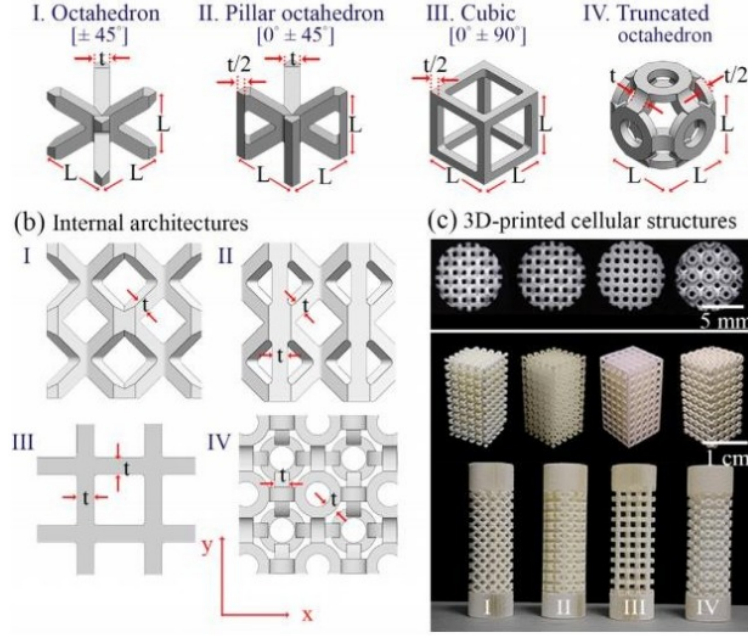 I. Octahedron
[± 45°]
II. Pillar octahedron
[0° ± 45°]
III. Cubic
[0° ± 90°]
IV. Truncated
octahedron
t
L
L
L
t/2
t
L
L
L
t/2
L
L
L
t
t/2
L
L
L
(b) Internal architectures
I
t
II
t
t
III
t
t
IV
t
t
y
x
(c) 3D-printed cellular structures
5 mm
1 cm
I
II
III
IV